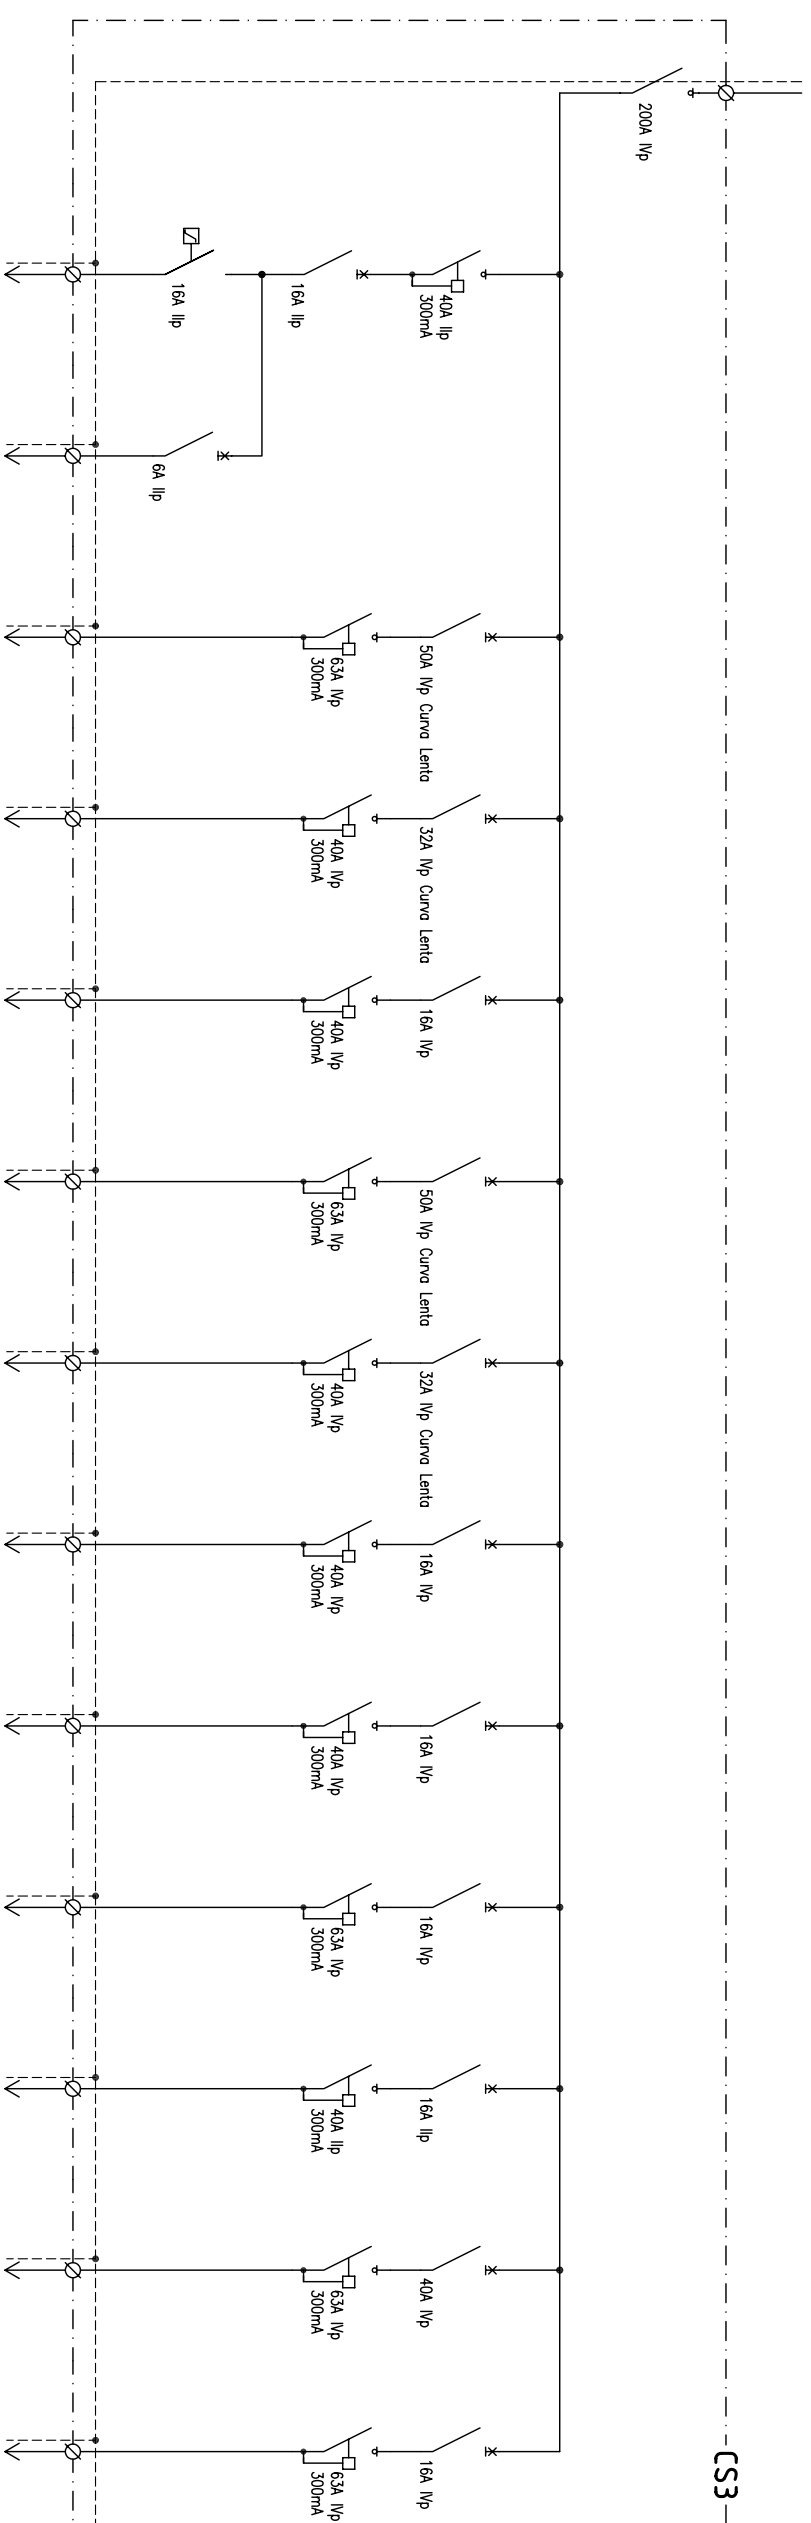 200A IVp
40A IIp
300mA
16A IIp
16A IIp
6A IIp
50A IVp Curva Lenta
63A IVp
300mA
32A IVp Curva Lenta
40A IVp
300mA
16A IVp
40A IVp
300mA
50A IVp Curva Lenta
63A IVp
300mA
32A IVp Curva Lenta
40A IVp
300mA
16A IVp
40A IVp
300mA
16A IVp
40A IVp
300mA
16A IVp
63A IVp
300mA
16A IIp
40A IIp
300mA
40A IVp
63A IVp
300mA
16A IVp
63A IVp
300mA
CS3